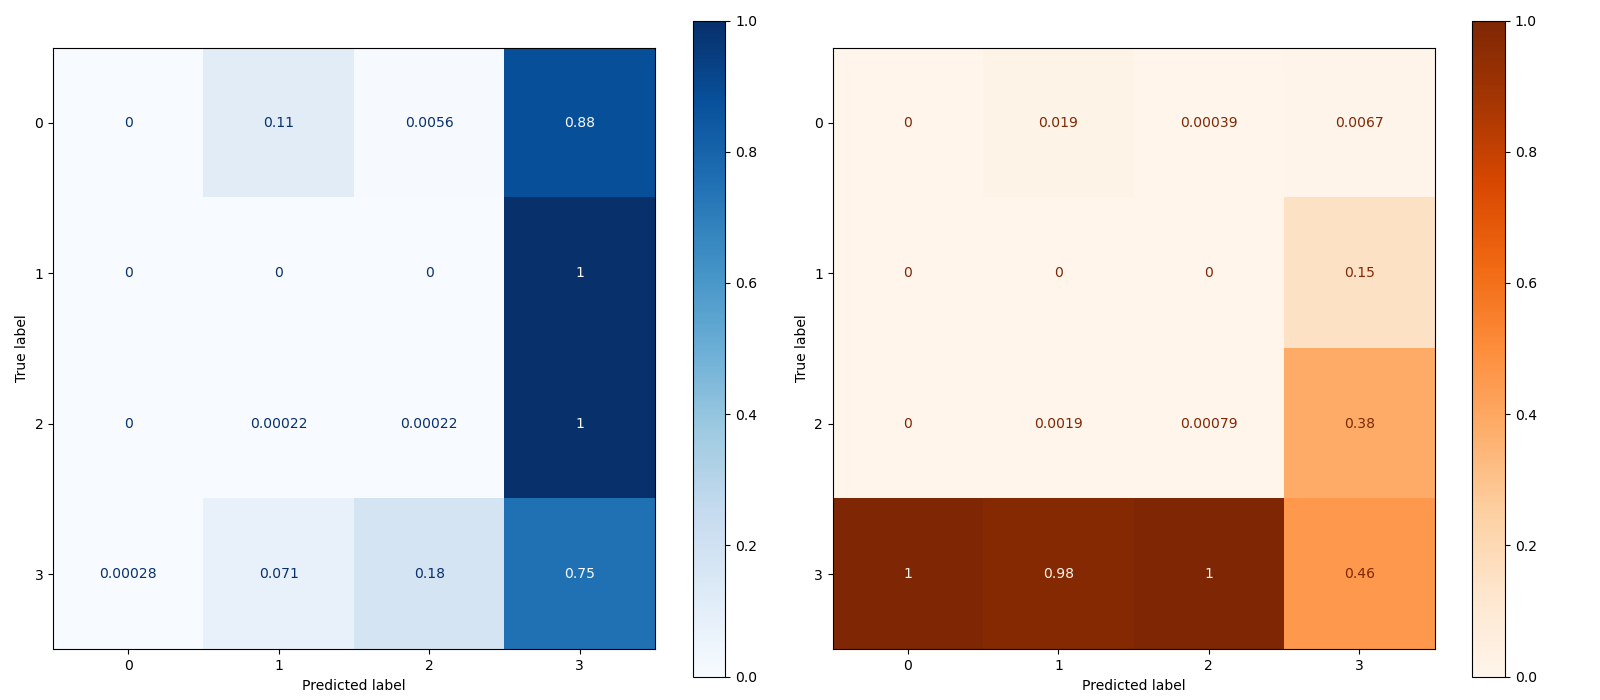 1.0
1.0
0 0 0.11 0.0056 0.88
0 0 0.019 0.00039 0.0067
0.8
0.8
1 0 0 0 1
1 0 0 0 0.15
0.6
0.6
True label
True label
0.4
0.4
2 0 0.00022 0.00022 1
2 0 0.0019 0.00079 0.38
0.2
0.2
3 0.00028 0.071 0.18 0.75
3 1 0.98 1 0.46
0.0
0.0
0 1 2 3
0 1 2 3
Predicted label
Predicted label